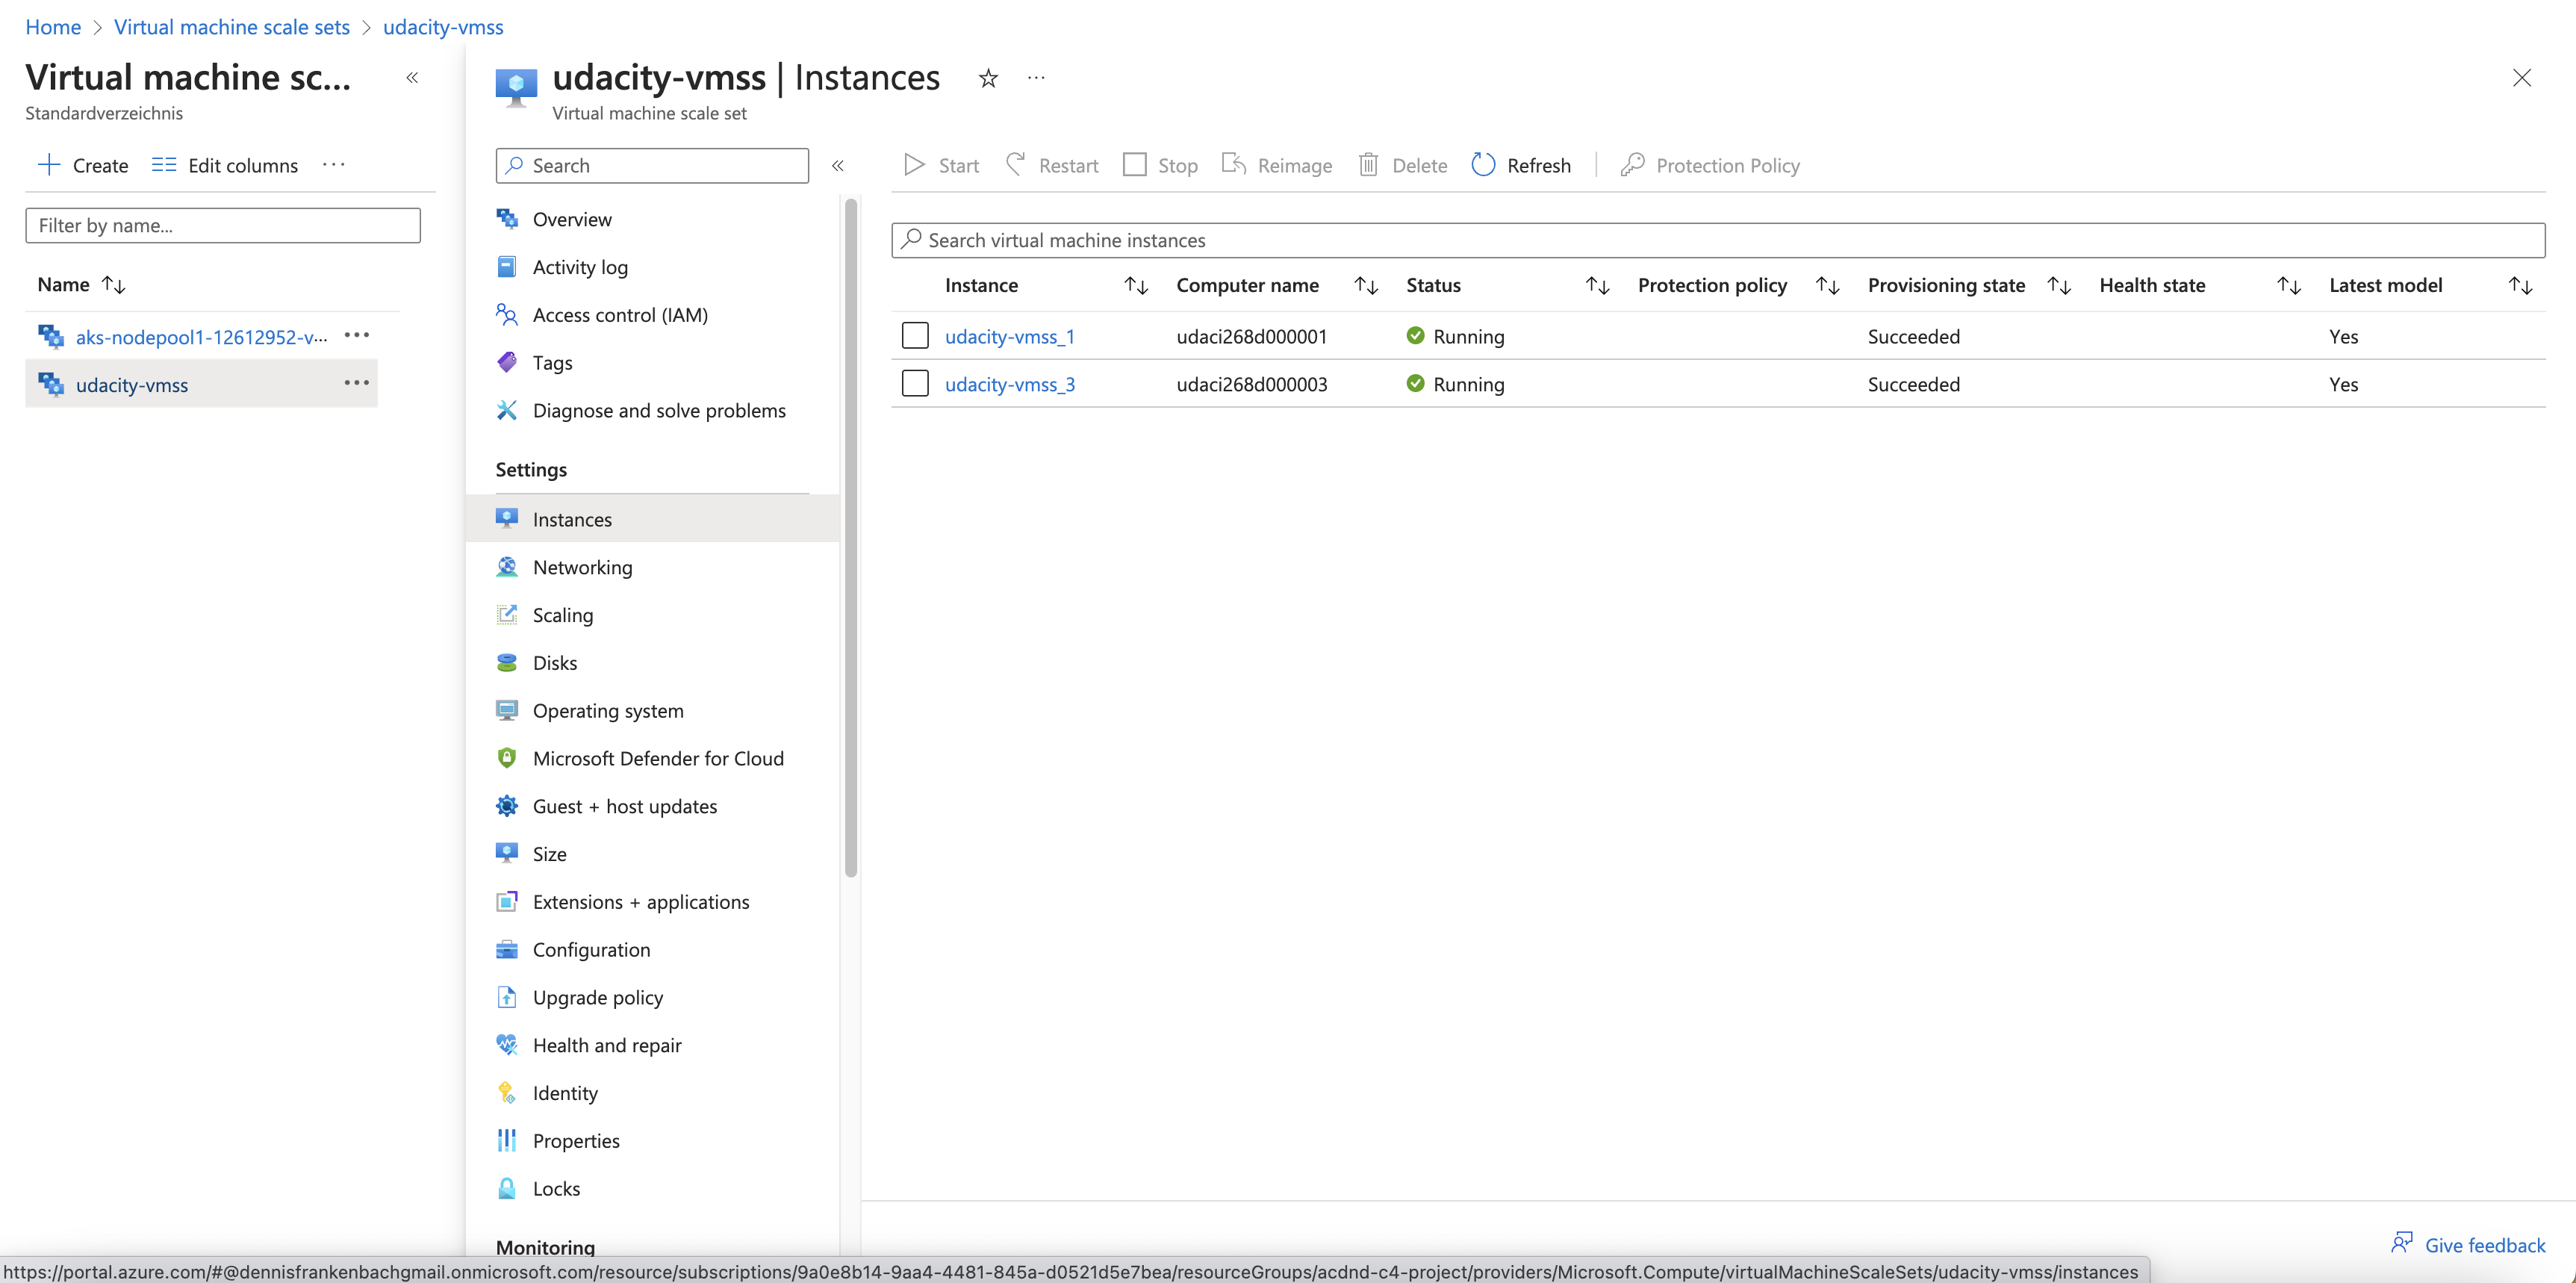 Home > Virtual machine scale sets > udacity-vmss
Virtual machine sc...
Standardverzeichnis
Create Edit columns ...
Filter by name...
Name
aks-nodepool1-12612952-v...
udacity-vmss
udacity-vmss | Instances
Virtual machine scale set
Search
Overview
Activity log
Access control (IAM)
Tags
Diagnose and solve problems
Settings
Instances
Networking
Scaling
Disks
Operating system
Microsoft Defender for Cloud
Guest + host updates
Size
Extensions + applications
Configuration
Upgrade policy
Health and repair
Identity
Properties
Locks
Monitoring
Start Restart Stop Reimage Delete Refresh Protection Policy
Search virtual machine instances
Instance Computer name Status Protection policy Provisioning state Health state Latest model
udacity-vmss_1 udaci268d000001 Running Succeeded Yes
udacity-vmss_3 udaci268d000003 Running Succeeded Yes
Give feedback
https://portal.azure.com/#@dennisfrankenbachgmail.onmicrosoft.com/resource/subscriptions/9a0e8b14-9aa4-4481-845a-d0521d5e7bea/resourceGroups/acdnd-c4-project/providers/Microsoft.Compute/virtualMachineScaleSets/udacity-vmss/instances